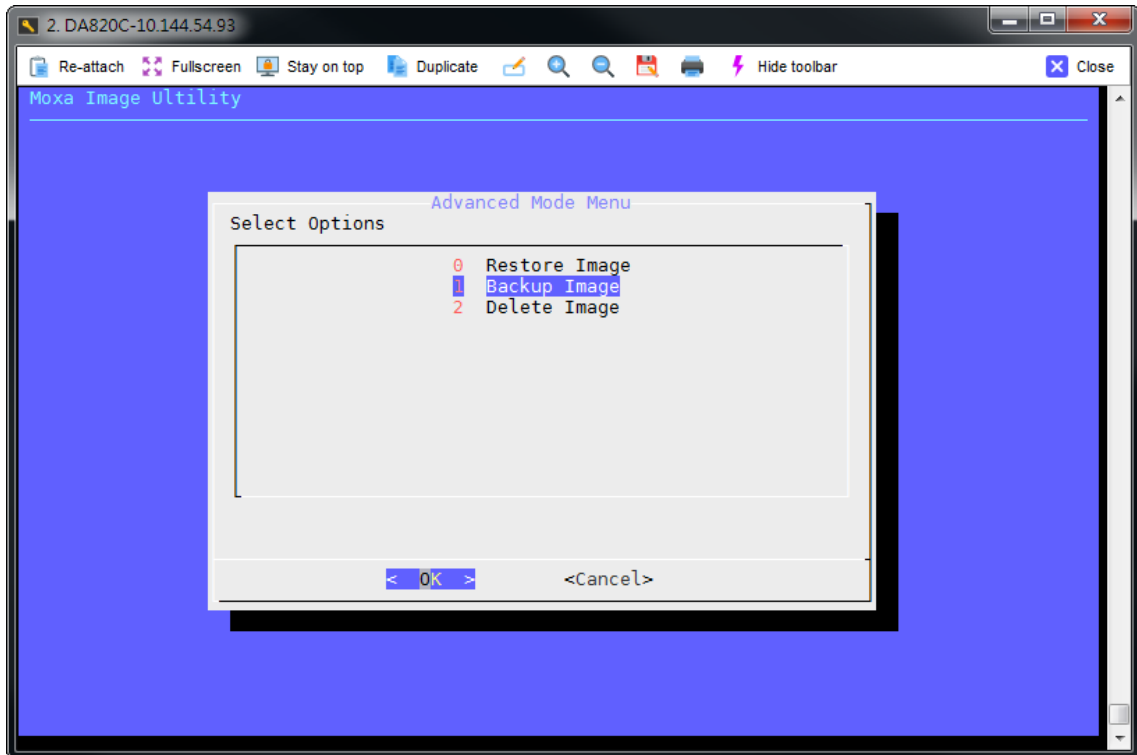 2. DA820C-10.144.54.93
Re-attach Fullscreen Stay on top Duplicate Hide toolbar Close
Moxa Image Ultility
Advanced Mode Menu
Select Options
0 Restore Image
1 Backup Image
2 Delete Image
< OK > <Cancel>